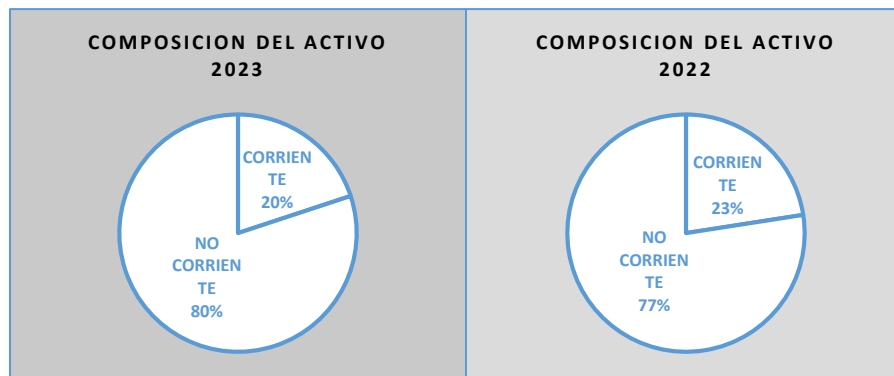 COMPOSICION DEL ACTIVO
2023
CORRIEN
TE
20%
NO
CORRIEN
TE
80%
COMPOSICION DEL ACTIVO
2022
CORRIEN
TE
23%
NO
CORRIEN
TE
77%